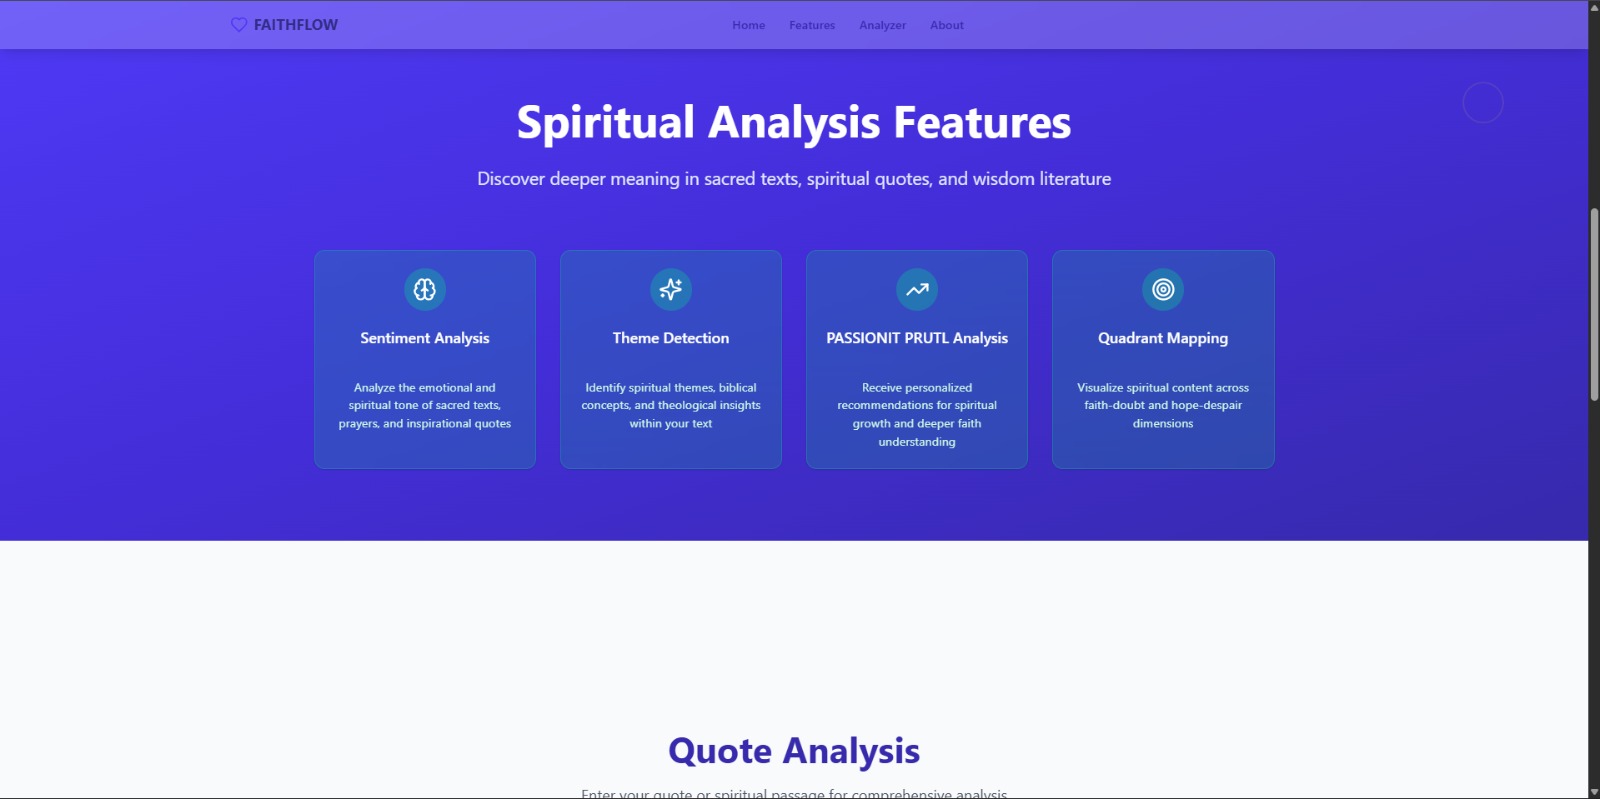 FAITHFLOW
Home
Features
Analyzer
About
Spiritual Analysis Features
Discover deeper meaning in sacred texts, spiritual quotes, and wisdom literature
Sentiment Analysis
Analyze the emotional and
spiritual tone of sacred texts,
prayers, and inspirational quotes
Theme Detection
Identify spiritual themes, biblical
concepts, and theological insights
within your text
PASSIONIT PRUTL Analysis
Receive personalized
recommendations for spiritual
growth and deeper faith
understanding
Quadrant Mapping
Visualize spiritual content across
faith-doubt and hope-despair
dimensions
Quote Analysis
Enter your quote or spiritual passage for comprehensive analysis